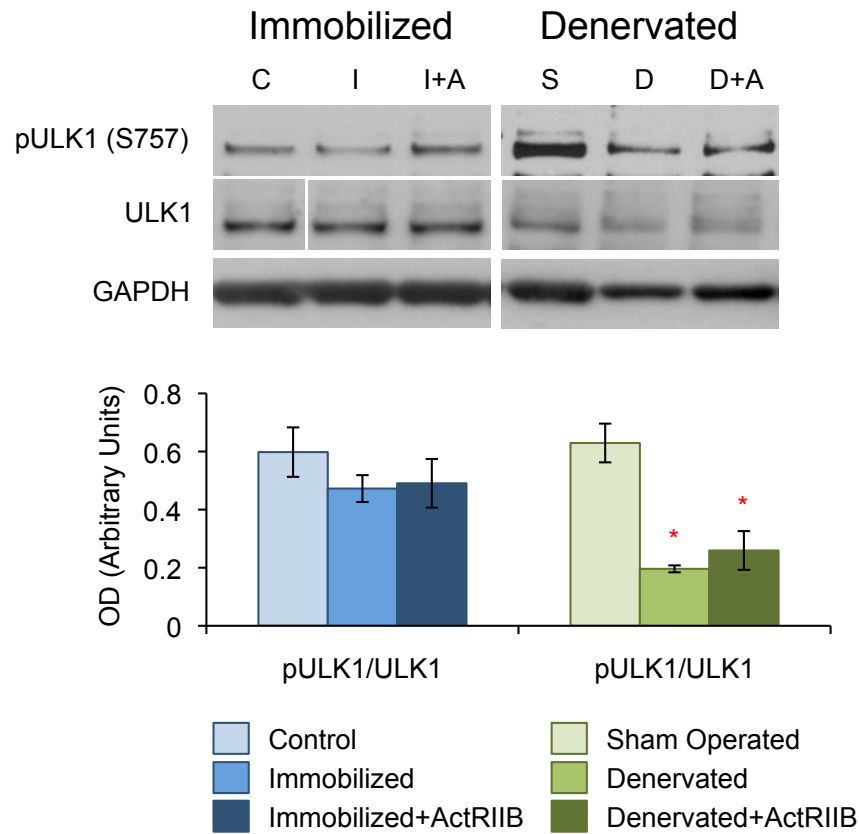 Immobilized Denervated
C I I+A S D D+A
pULK1 (S757)
ULK1
GAPDH
OD (Arbitrary Units)
0.8
0.6
0.4
0.2
0
* *
pULK1/ULK1 pULK1/ULK1
Control Sham Operated
Immobilized Denervated
Immobilized+ActRIIB Denervated+ActRIIB